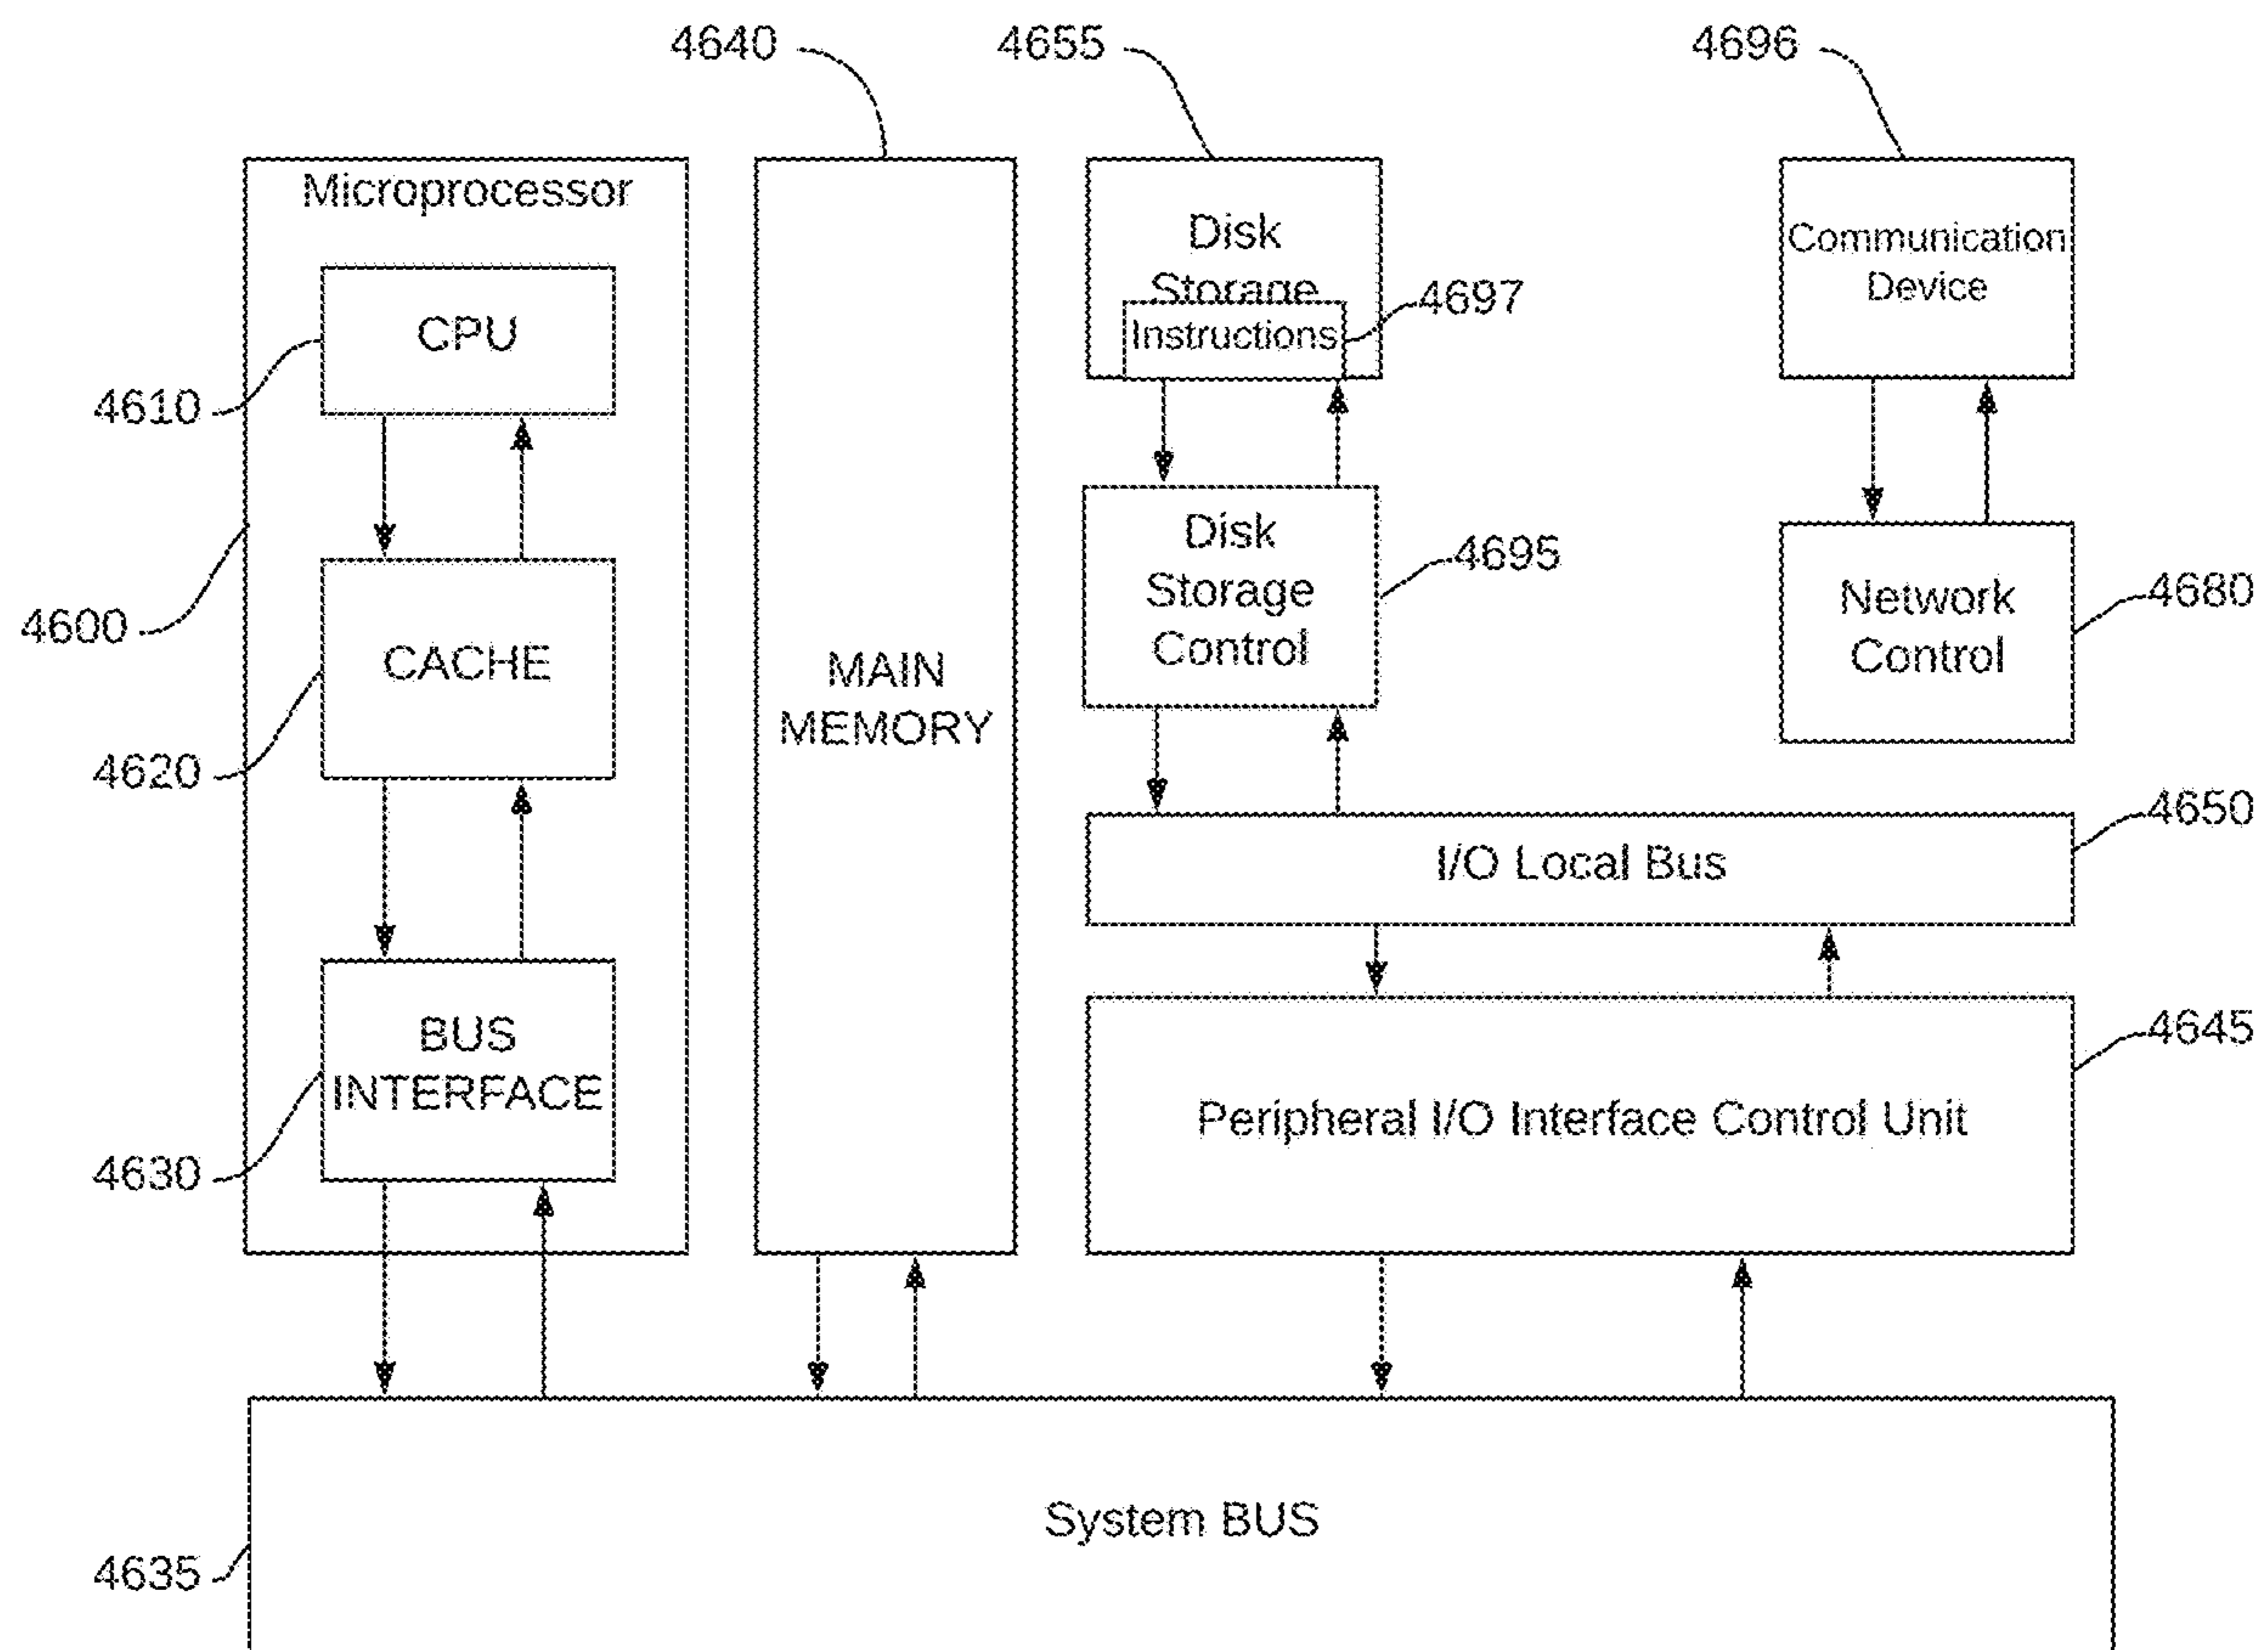 4640
4655
4696
Microprocessor
CPU
4610
CACHE
4600
4620
BUS
INTERFACE
4630
MAIN
MEMORY
Disk
Storage
Instructions
4697
Disk
Storage
Control
4695
Communication
Device
Network
Control
4680
I/O Local Bus
4650
Peripheral I/O Interface Control Unit
4645
System BUS
4635